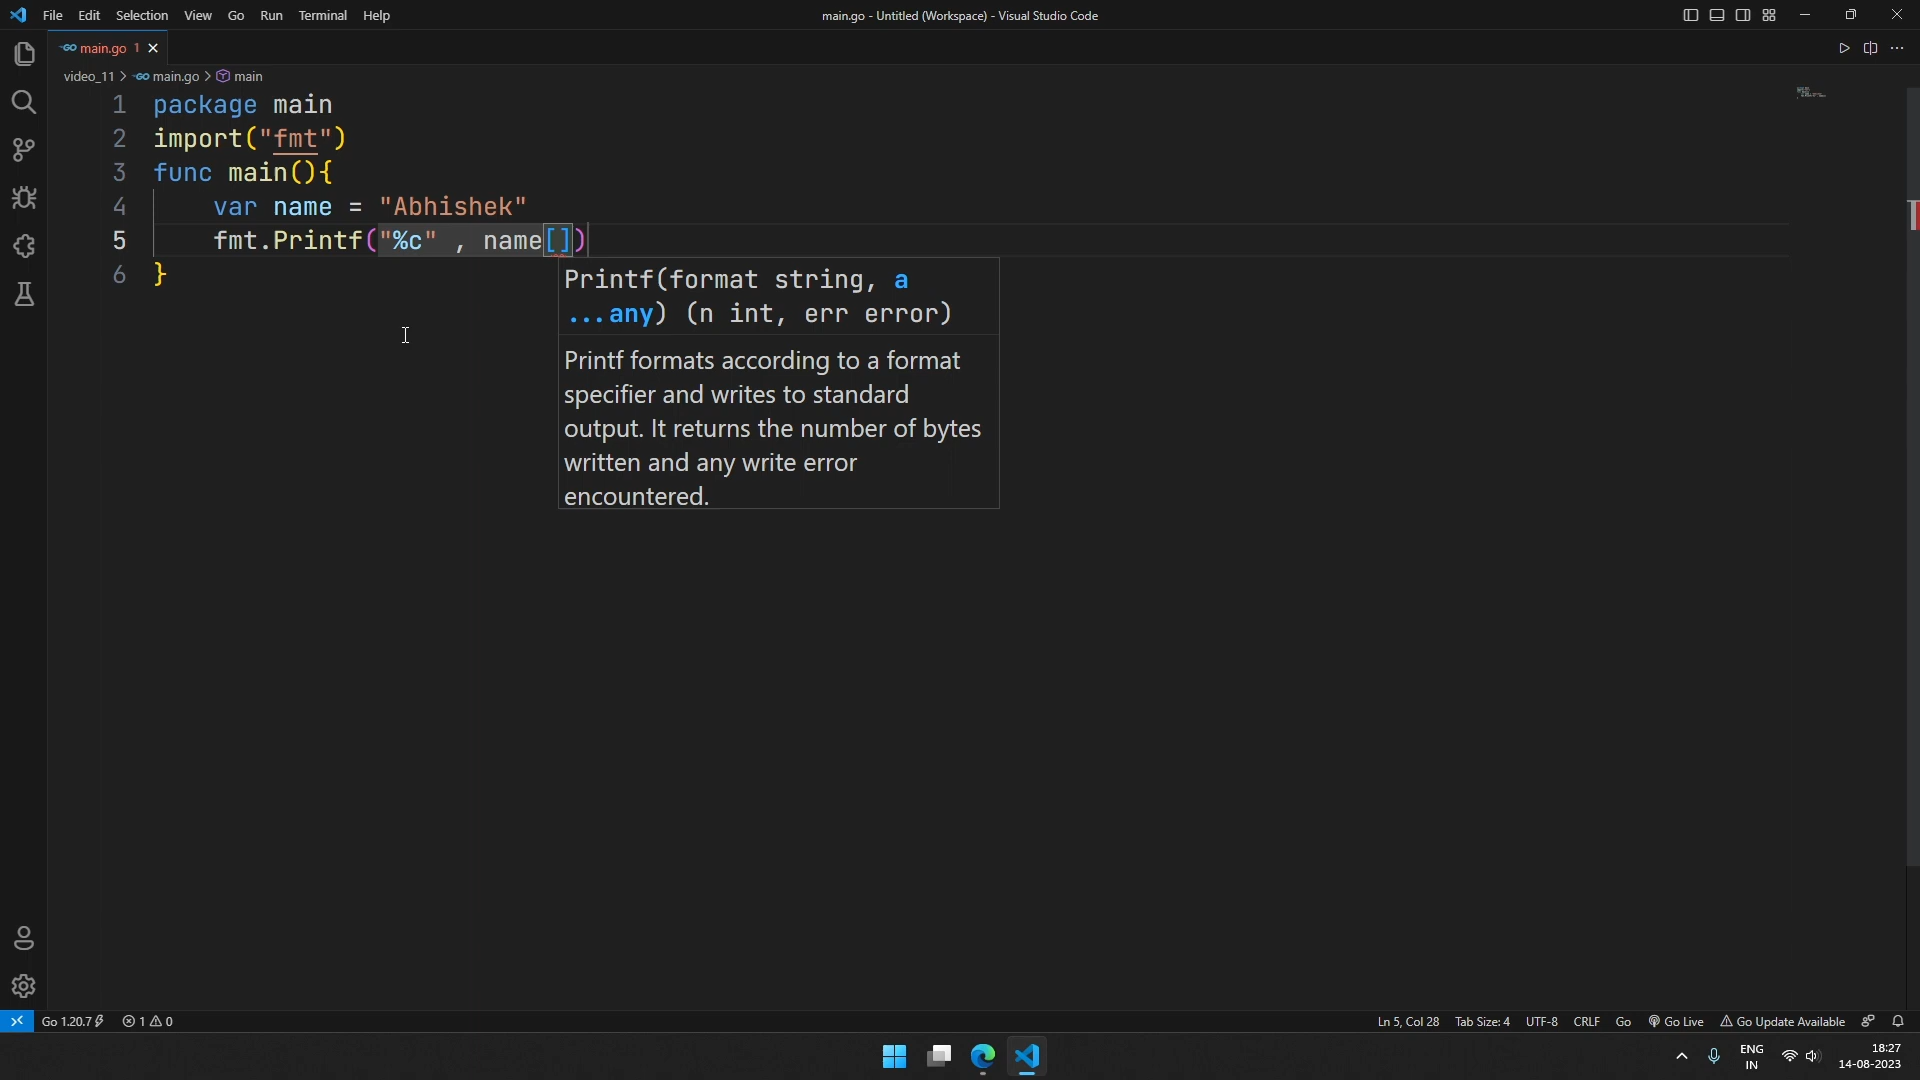 File Edit Selection View Go Run Terminal Help
main.go - Untitled (Workspace) - Visual Studio Code
GO main.go 1
video_11 > GO main.go > main
1 package main
2 import("fmt")
3 func main(){
4 var name = "Abhishek"
5 fmt.Printf("%c" , name[])
6 }
Printf(format string, a
...any) (n int, err error)
Printf formats according to a format
specifier and writes to standard
output. It returns the number of bytes
written and any write error
encountered.
Go 1.20.7 1 0
Ln 5, Col 28 Tab Size: 4 UTF-8 CRLF Go Go Live Go Update Available
ENG
IN
18:27
14-08-2023